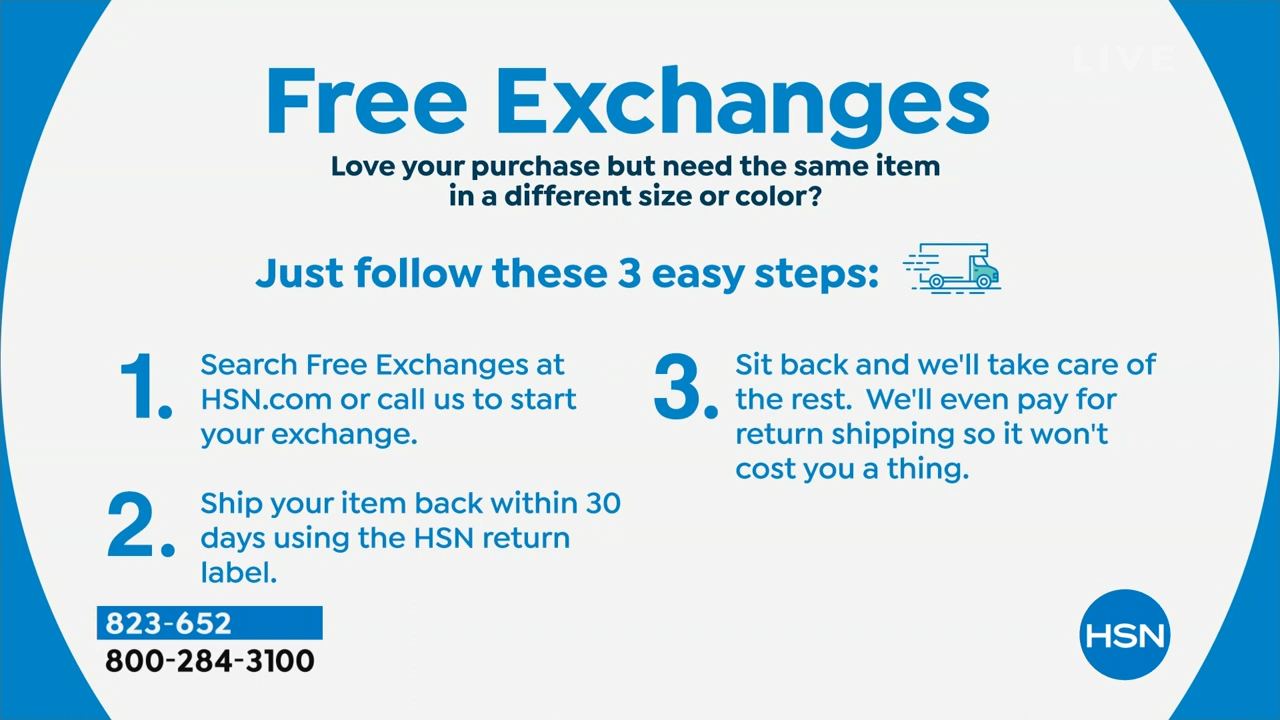 LIVE
Free Exchanges
Love your purchase but need the same item
in a different size or color?
Just follow these 3 easy steps:
1. Search Free Exchanges at
HSN.com or call us to start
your exchange.
2. Ship your item back within 30
days using the HSN return
label.
3. Sit back and we'll take care of
the rest. We'll even pay for
return shipping so it won't
cost you a thing.
823-652
800-284-3100
HSN